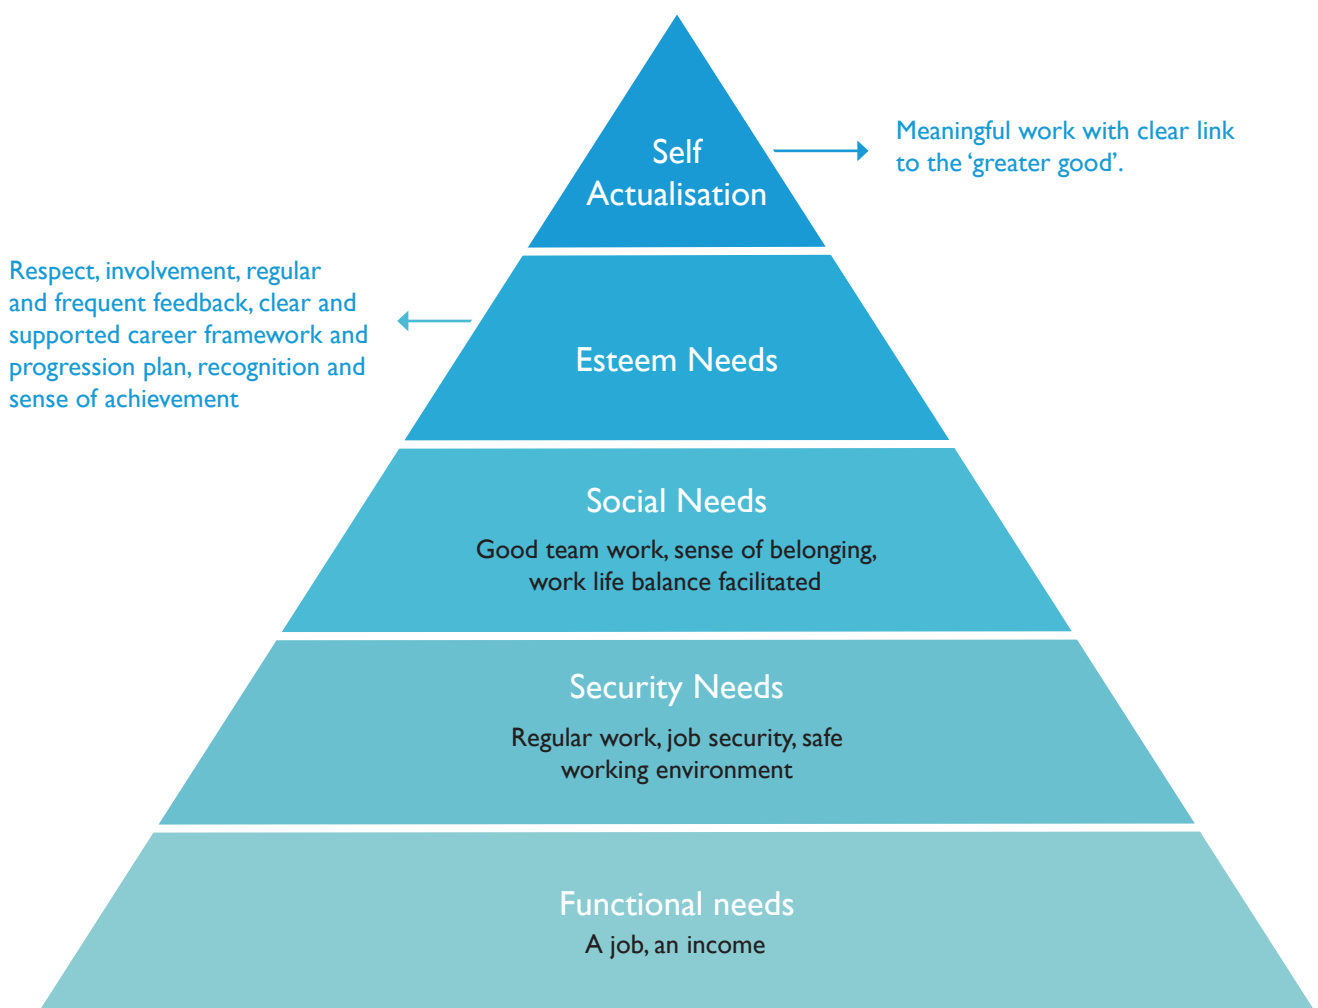 Self
Actualisation
Meaningful work with clear link
to the ‘greater good’.
Respect, involvement, regular
and frequent feedback, clear and
supported career framework and
progression plan, recognition and
sense of achievement
Esteem Needs
Social Needs
Good team work, sense of belonging,
work life balance facilitated
Security Needs
Regular work, job security, safe
working environment
Functional needs
A job, an income